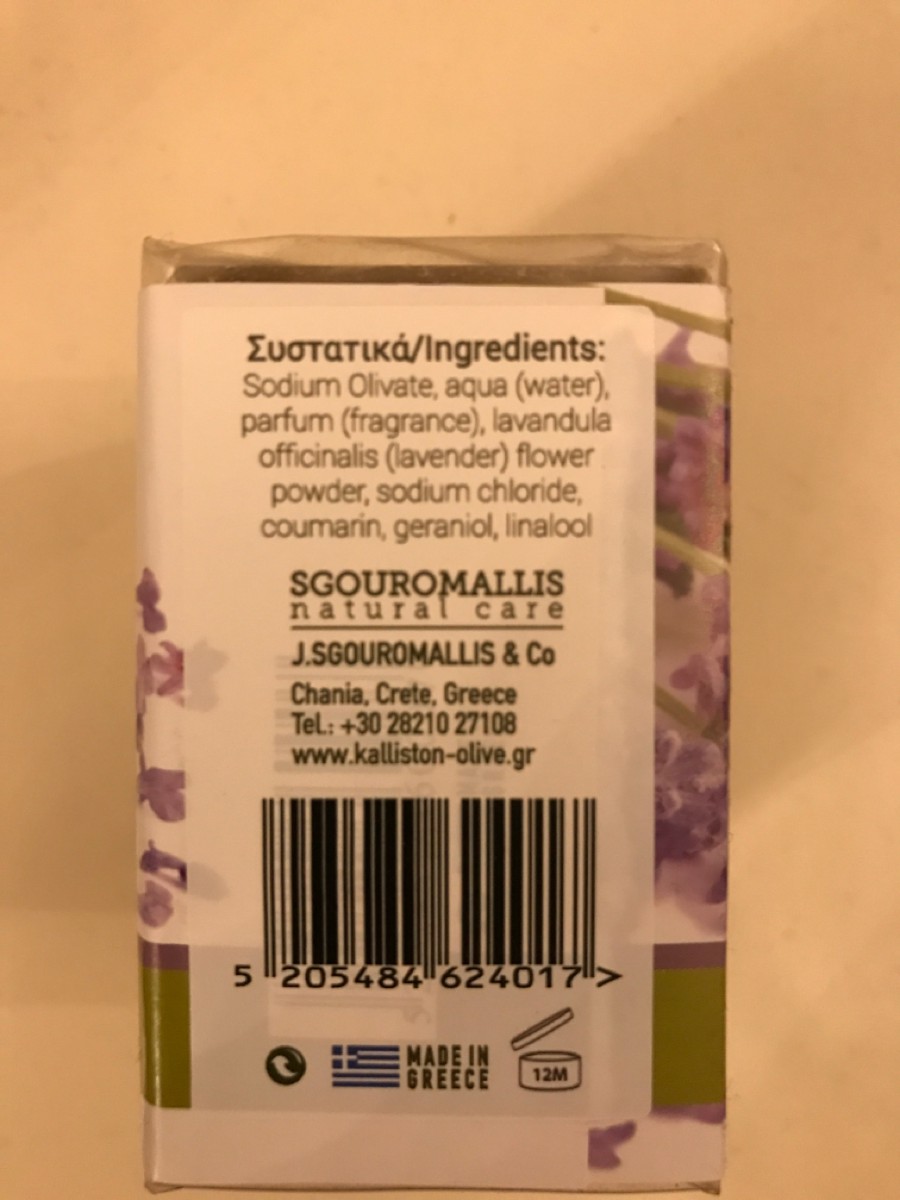 Συστατικά/Ingredients:
Sodium Olivate, aqua (water),
parfum (fragrance), lavandula
officinalis (lavender) flower
powder, sodium chloride,
coumarin, geraniol, linalool
SGOUROMALLIS
natural care
J.SGOUROMALLIS & Co
Chania, Crete, Greece
Tel.: +30 28210 27108
www.kalliston-olive.gr
5 205484 624017 >
MADE IN
GREECE
12M